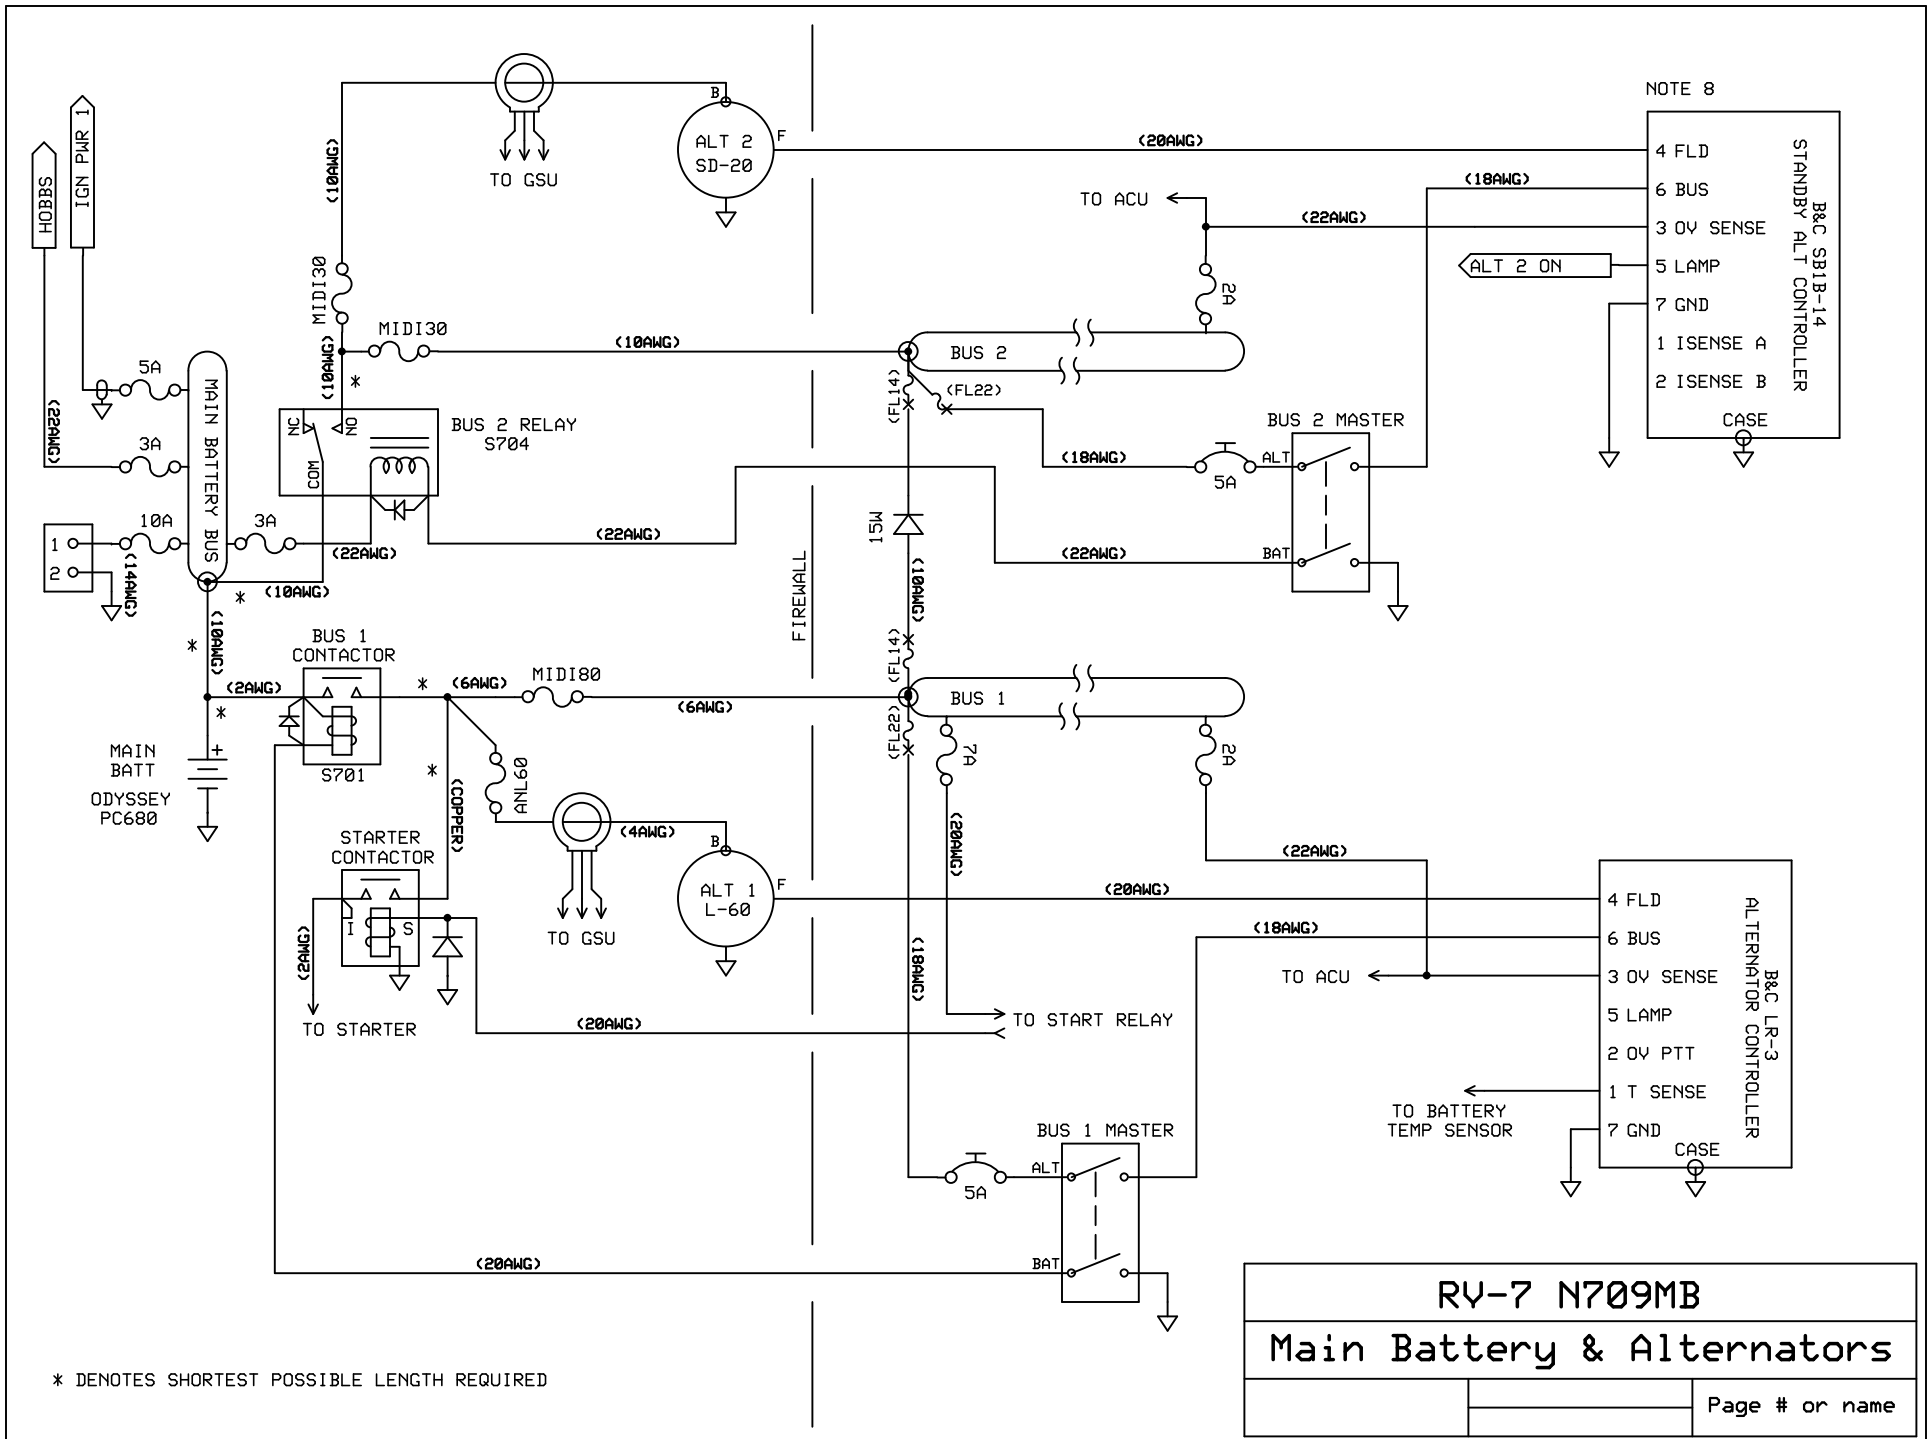 NOTE 8
B
ALT 2
SD-20
F
(20AWG)
TO GSU
(10AWG)
HOBBS
IGN PWR 1
4 FLD
6 BUS
3 OV SENSE
5 LAMP
7 GND
1 ISENSE A
2 ISENSE B
CASE
B&C SB1B-14
STANDBY ALT CONTROLLER
(18AWG)
TO ACU
(22AWG)
ALT 2 ON
2A
MIDI30
MIDI30
(10AWG)
(10AWG)
*
BUS 2
(FL14)
(FL22)
5A
3A
10A
3A
(22AWG)
MAIN BATTERY BUS
NC
NO
COM
BUS 2 RELAY
S704
BUS 2 MASTER
ALT
BAT
(18AWG)
5A
1
2
(14AWG)
(22AWG)
(22AWG)
(22AWG)
15W
(10AWG)
*
(10AWG)
*
(10AWG)
FIREWALL
BUS 1
CONTACTOR
(2AWG)
*
*
(6AWG)
MIDI80
(6AWG)
(FL14)
BUS 1
(FL22)
7A
2A
S701
MAIN
BATT
+
ODYSSEY
PC680
*
(COPPER)
ANL60
STARTER
CONTACTOR
I
S
(4AWG)
B
ALT 1
L-60
F
(20AWG)
TO GSU
(2AWG)
TO STARTER
(20AWG)
(20AWG)
TO START RELAY
(18AWG)
(22AWG)
(18AWG)
TO ACU
4 FLD
6 BUS
3 OV SENSE
5 LAMP
2 OV PTT
1 T SENSE
7 GND
CASE
B&C LR-3
ALTERNATOR CONTROLLER
TO BATTERY
TEMP SENSOR
BUS 1 MASTER
ALT
BAT
5A
(20AWG)
* DENOTES SHORTEST POSSIBLE LENGTH REQUIRED
RV-7 N709MB
Main Battery & Alternators
Page # or name